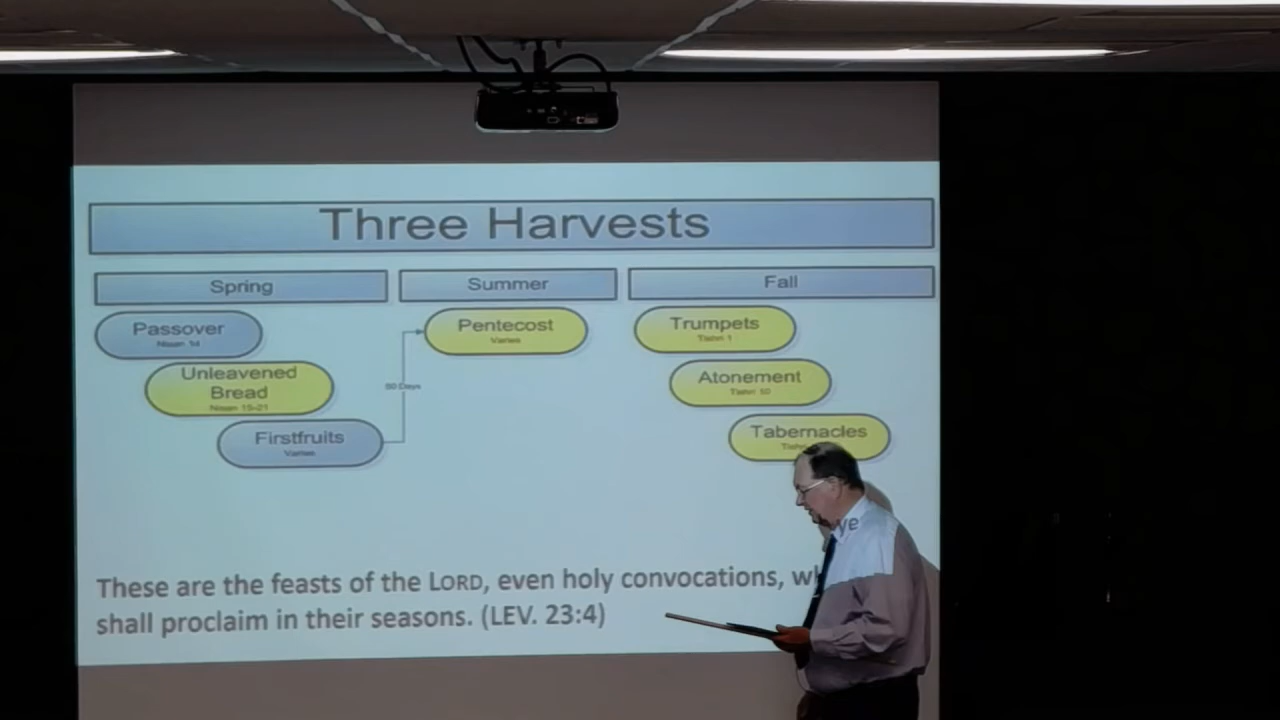 Three Harvests
Spring
Summer
Fall
Passover
Nisan 14
Unleavened
Bread
Nisan 15-21
Firstfruits
Varies
50 Days
Pentecost
Varies
Trumpets
Tishri 1
Atonement
Tishri 10
Tabernacles
These are the feasts of the LORD, even holy convocations, ye
shall proclaim in their seasons. (LEV. 23:4)